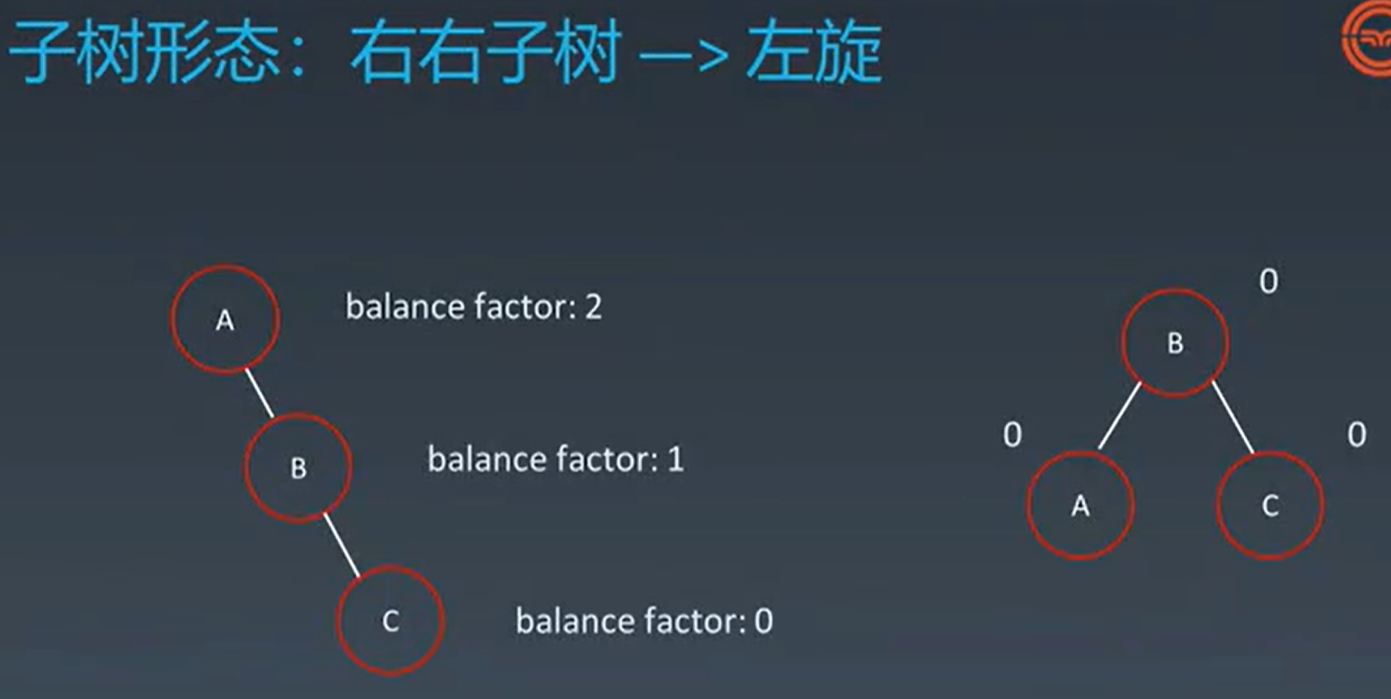 子树形态：右右子树 —> 左旋
0
A
balance factor: 2
B
0
0
B
balance factor: 1
A
C
C
balance factor: 0